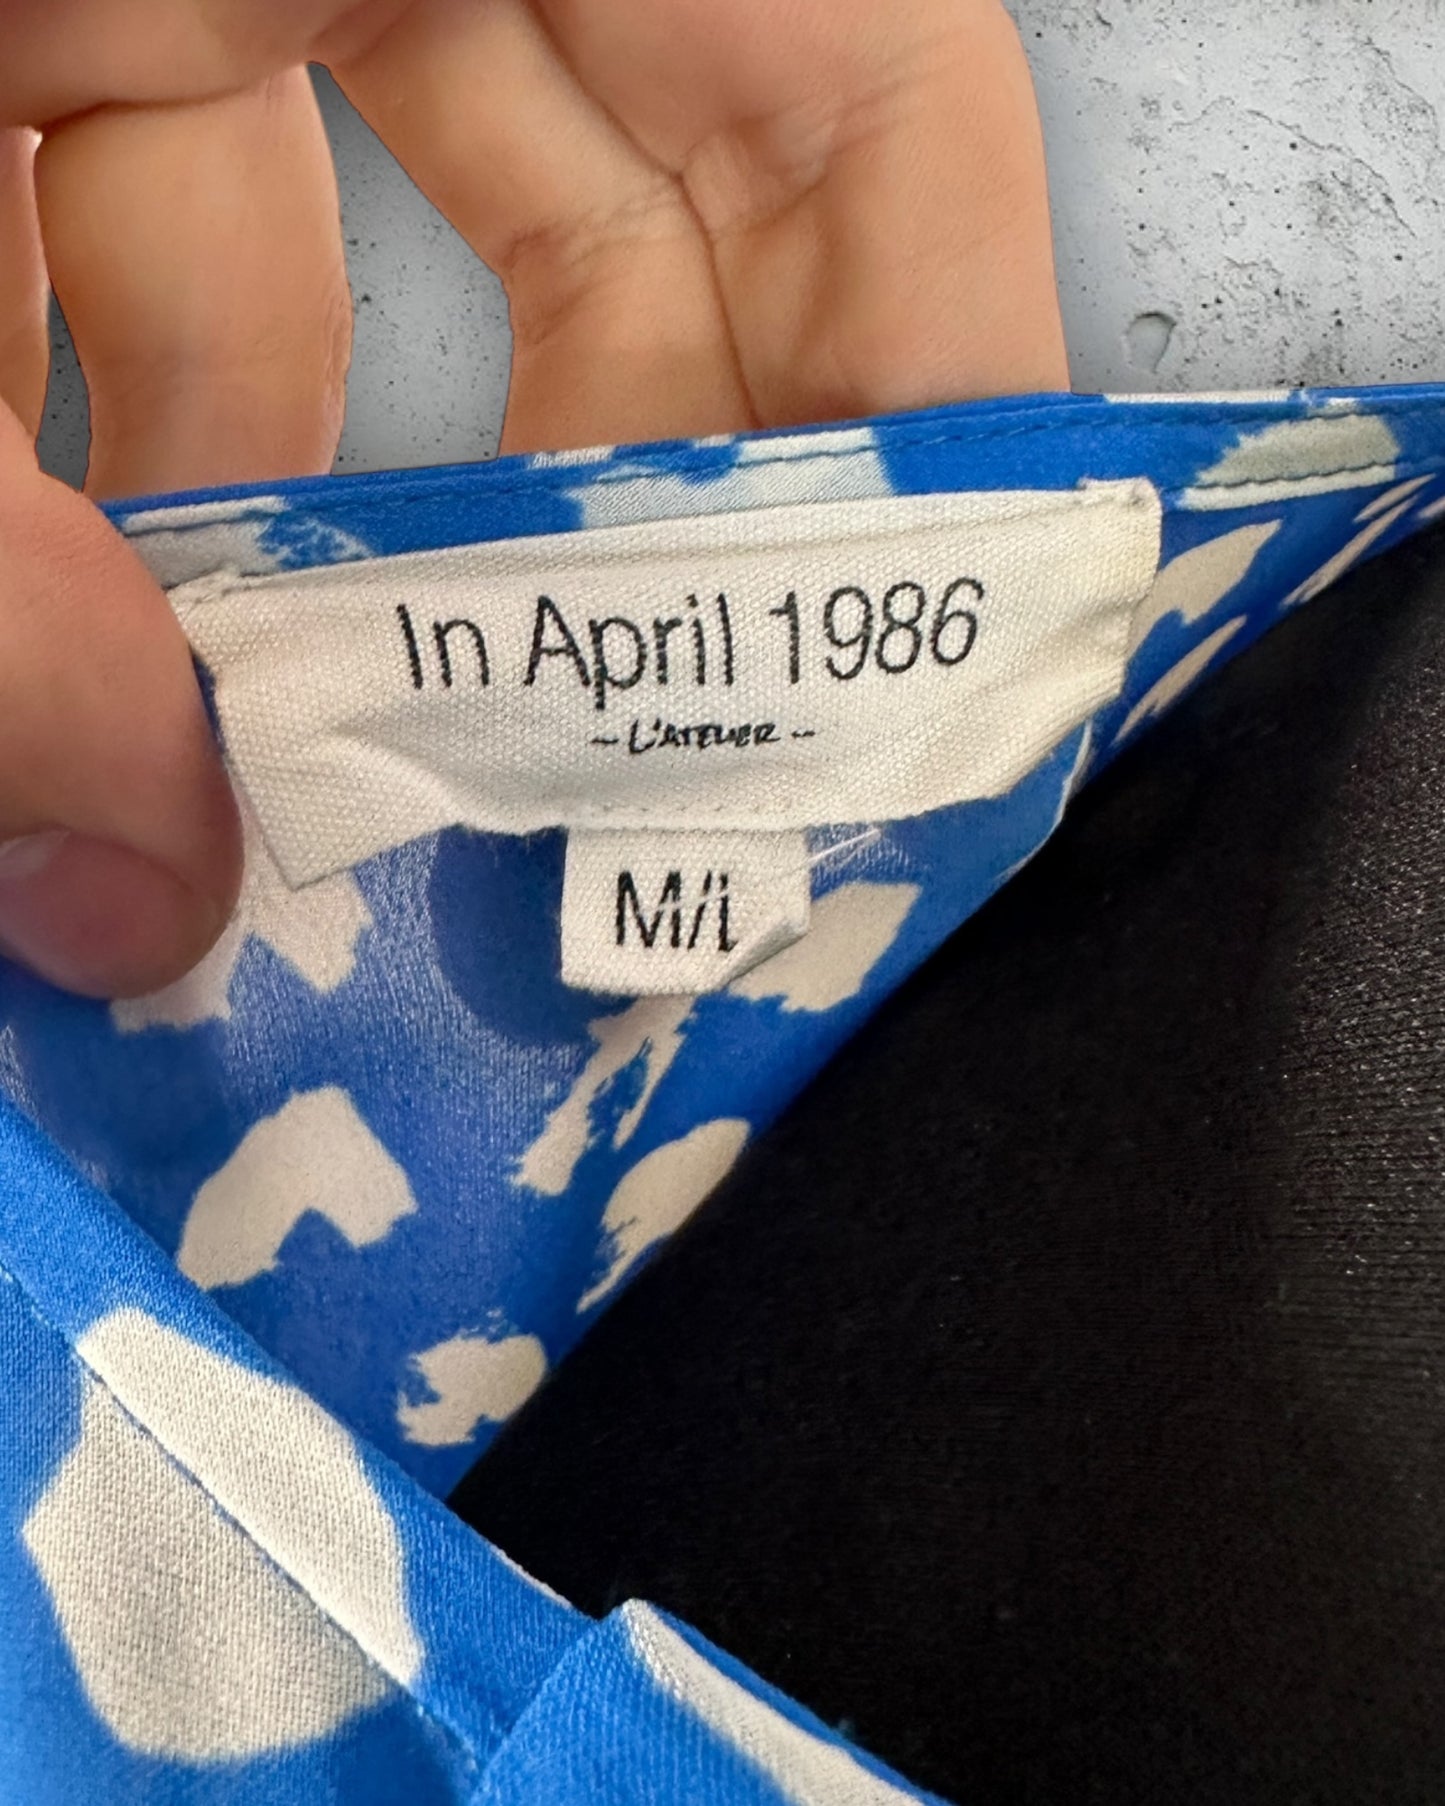 In April 1986
- L'ATELIER -
M/L